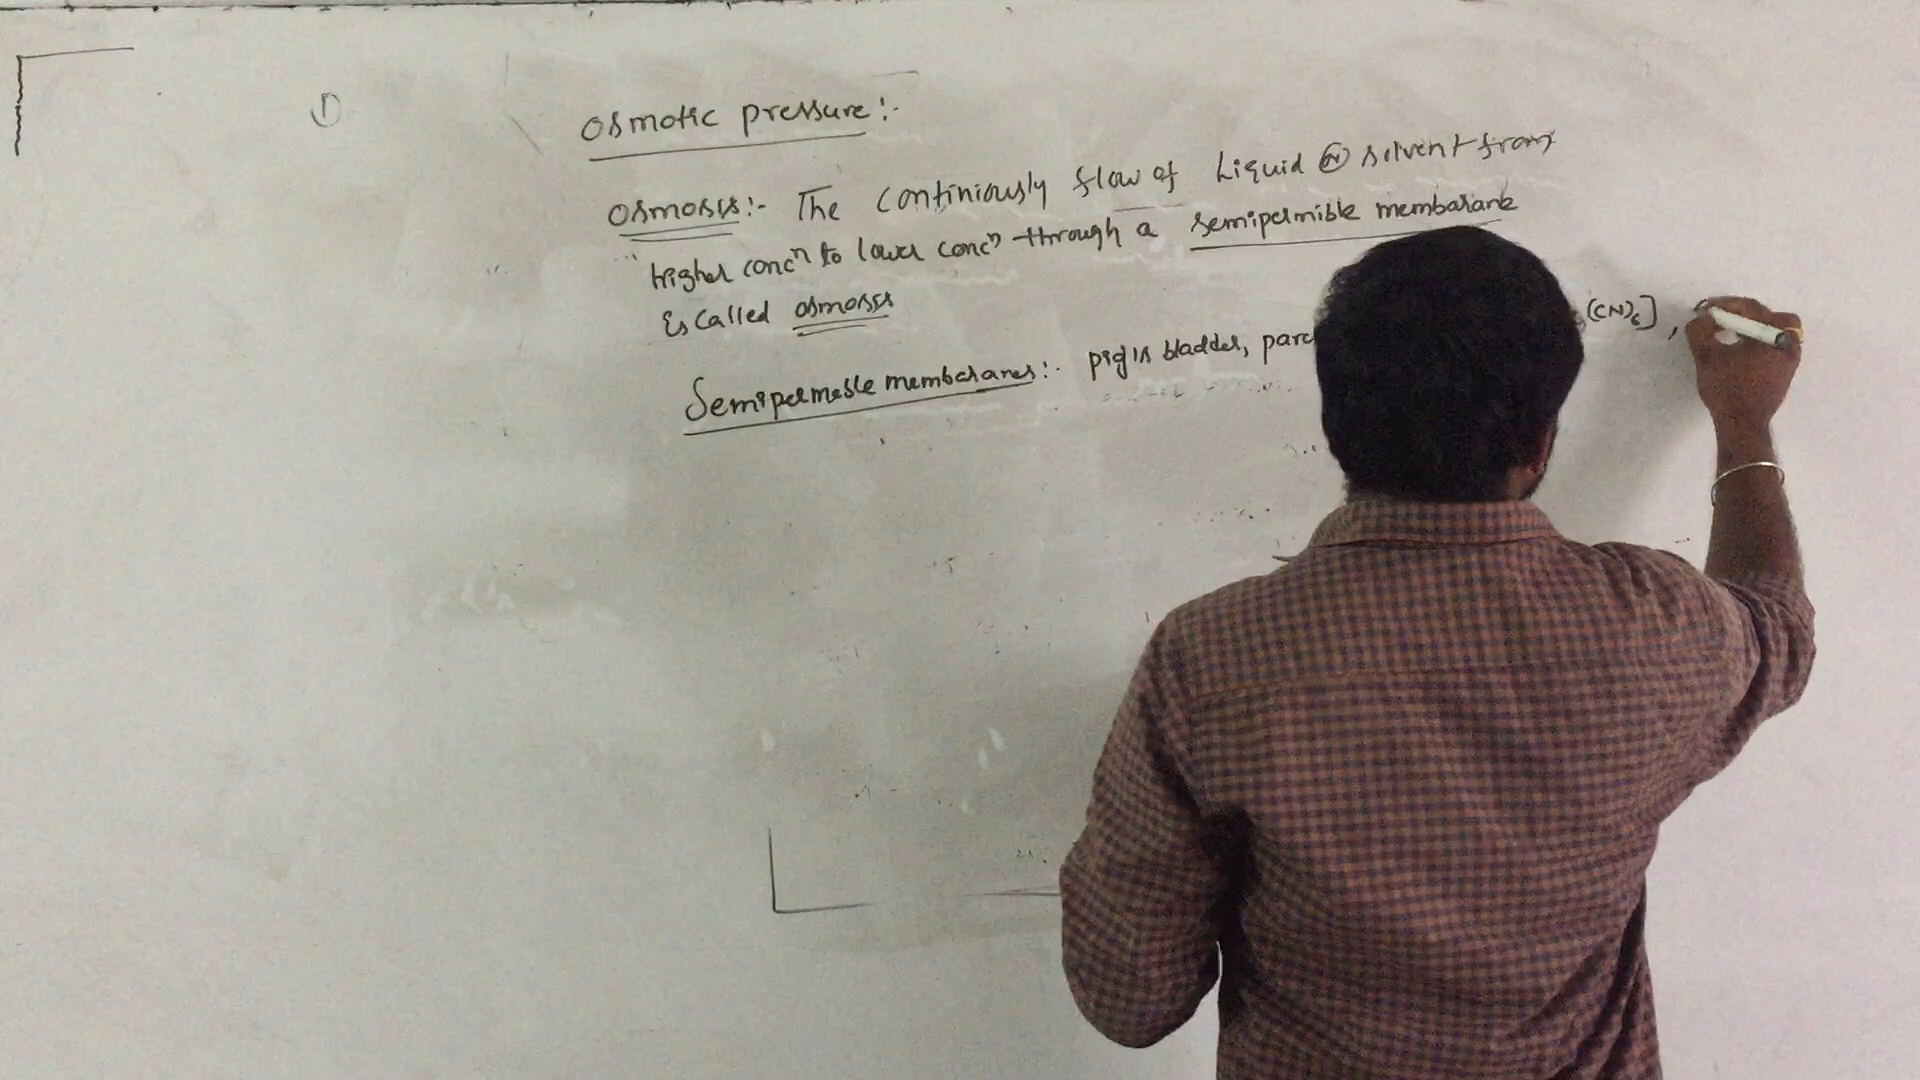 ①
Osmotic pressure:-
Osmosis:- The continiously flow of Liquid (or) solvent from
higher concⁿ to lower concⁿ through a semipermible membarane
is called osmosis
Semipermeable membaranes:- pig's bladder, parc (CN)₆],